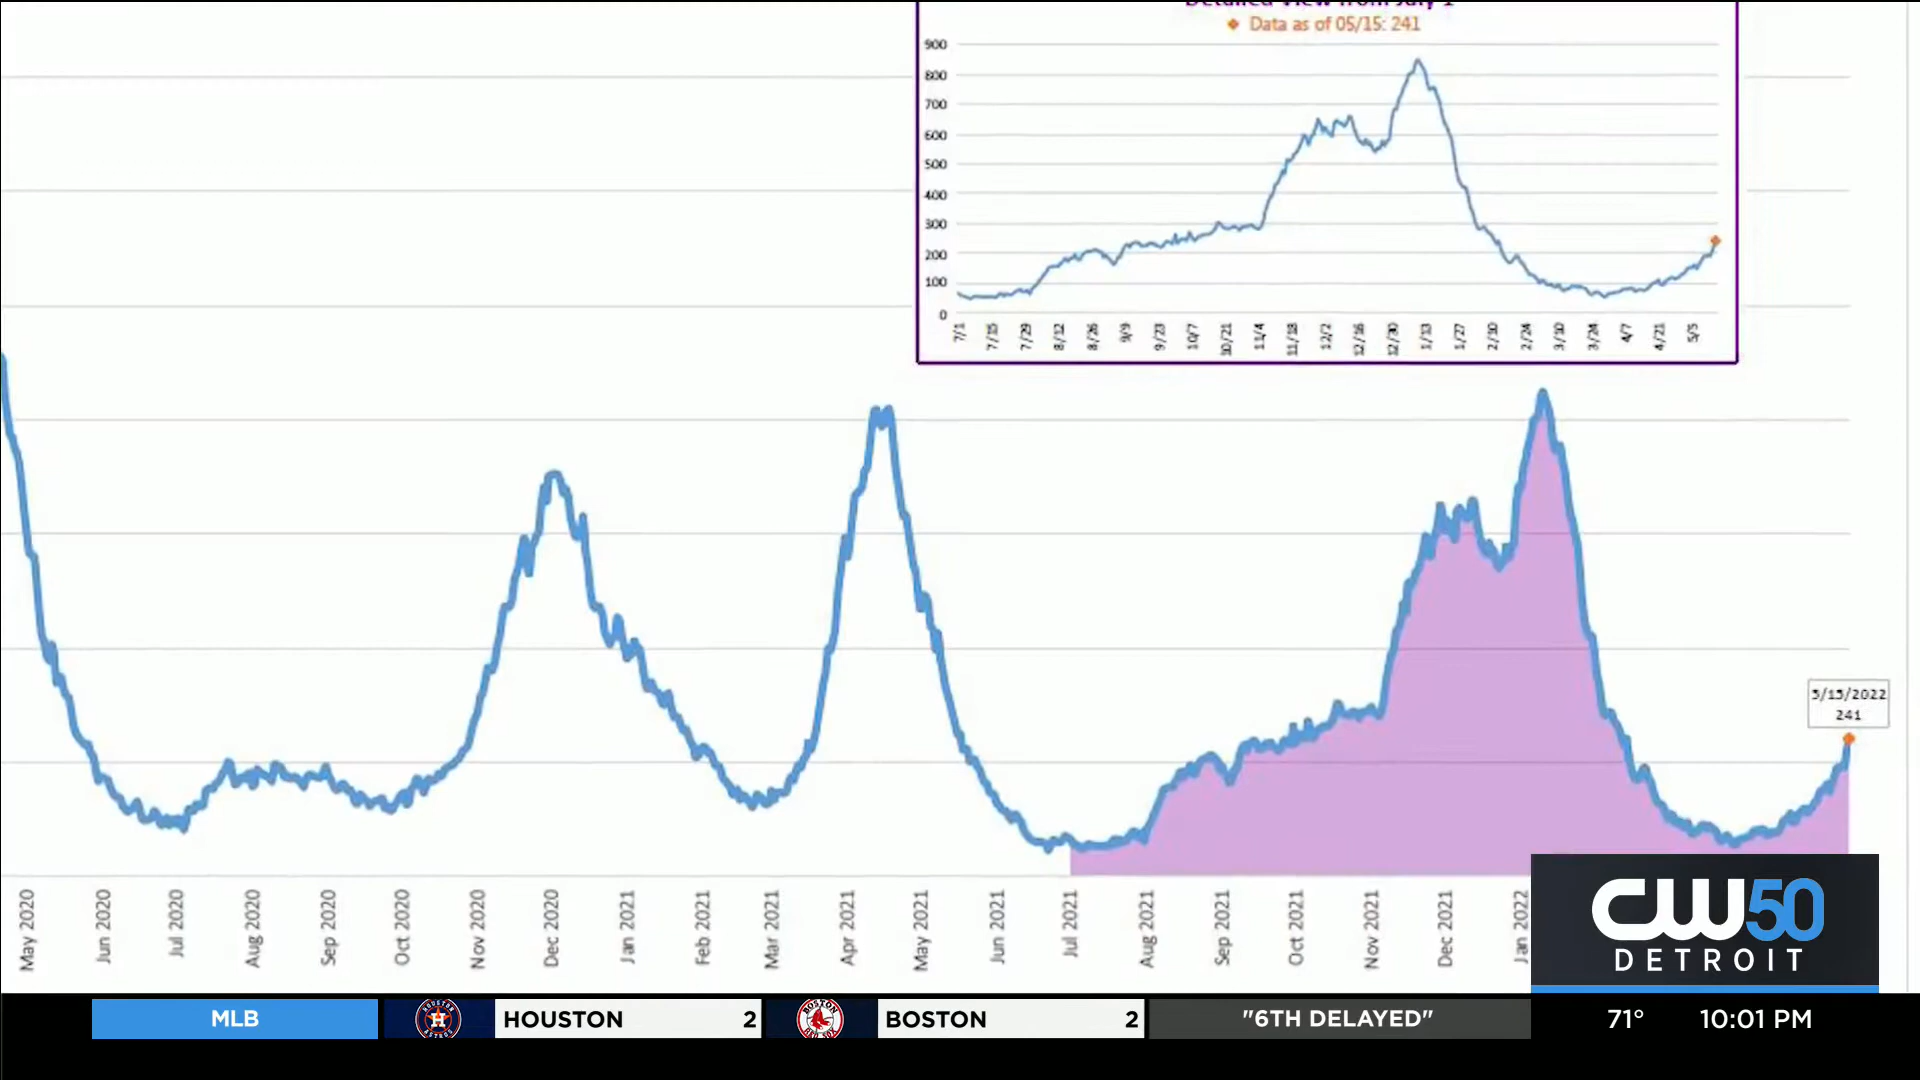 Detailed View from July 1
Data as of 05/15: 241
900
800
700
600
500
400
300
200
100
0
7/1
7/15
7/29
8/12
8/26
9/9
9/23
10/7
10/21
11/4
11/18
12/2
12/16
12/30
1/13
1/27
2/10
2/24
3/10
3/24
4/7
4/21
5/5
5/15/2022
241
May 2020
Jun 2020
Jul 2020
Aug 2020
Sep 2020
Oct 2020
Nov 2020
Dec 2020
Jan 2021
Feb 2021
Mar 2021
Apr 2021
May 2021
Jun 2021
Jul 2021
Aug 2021
Sep 2021
Oct 2021
Nov 2021
Dec 2021
Jan 2022
CW50
DETROIT
MLB
HOUSTON 2
BOSTON 2
"6TH DELAYED"
71° 10:01 PM